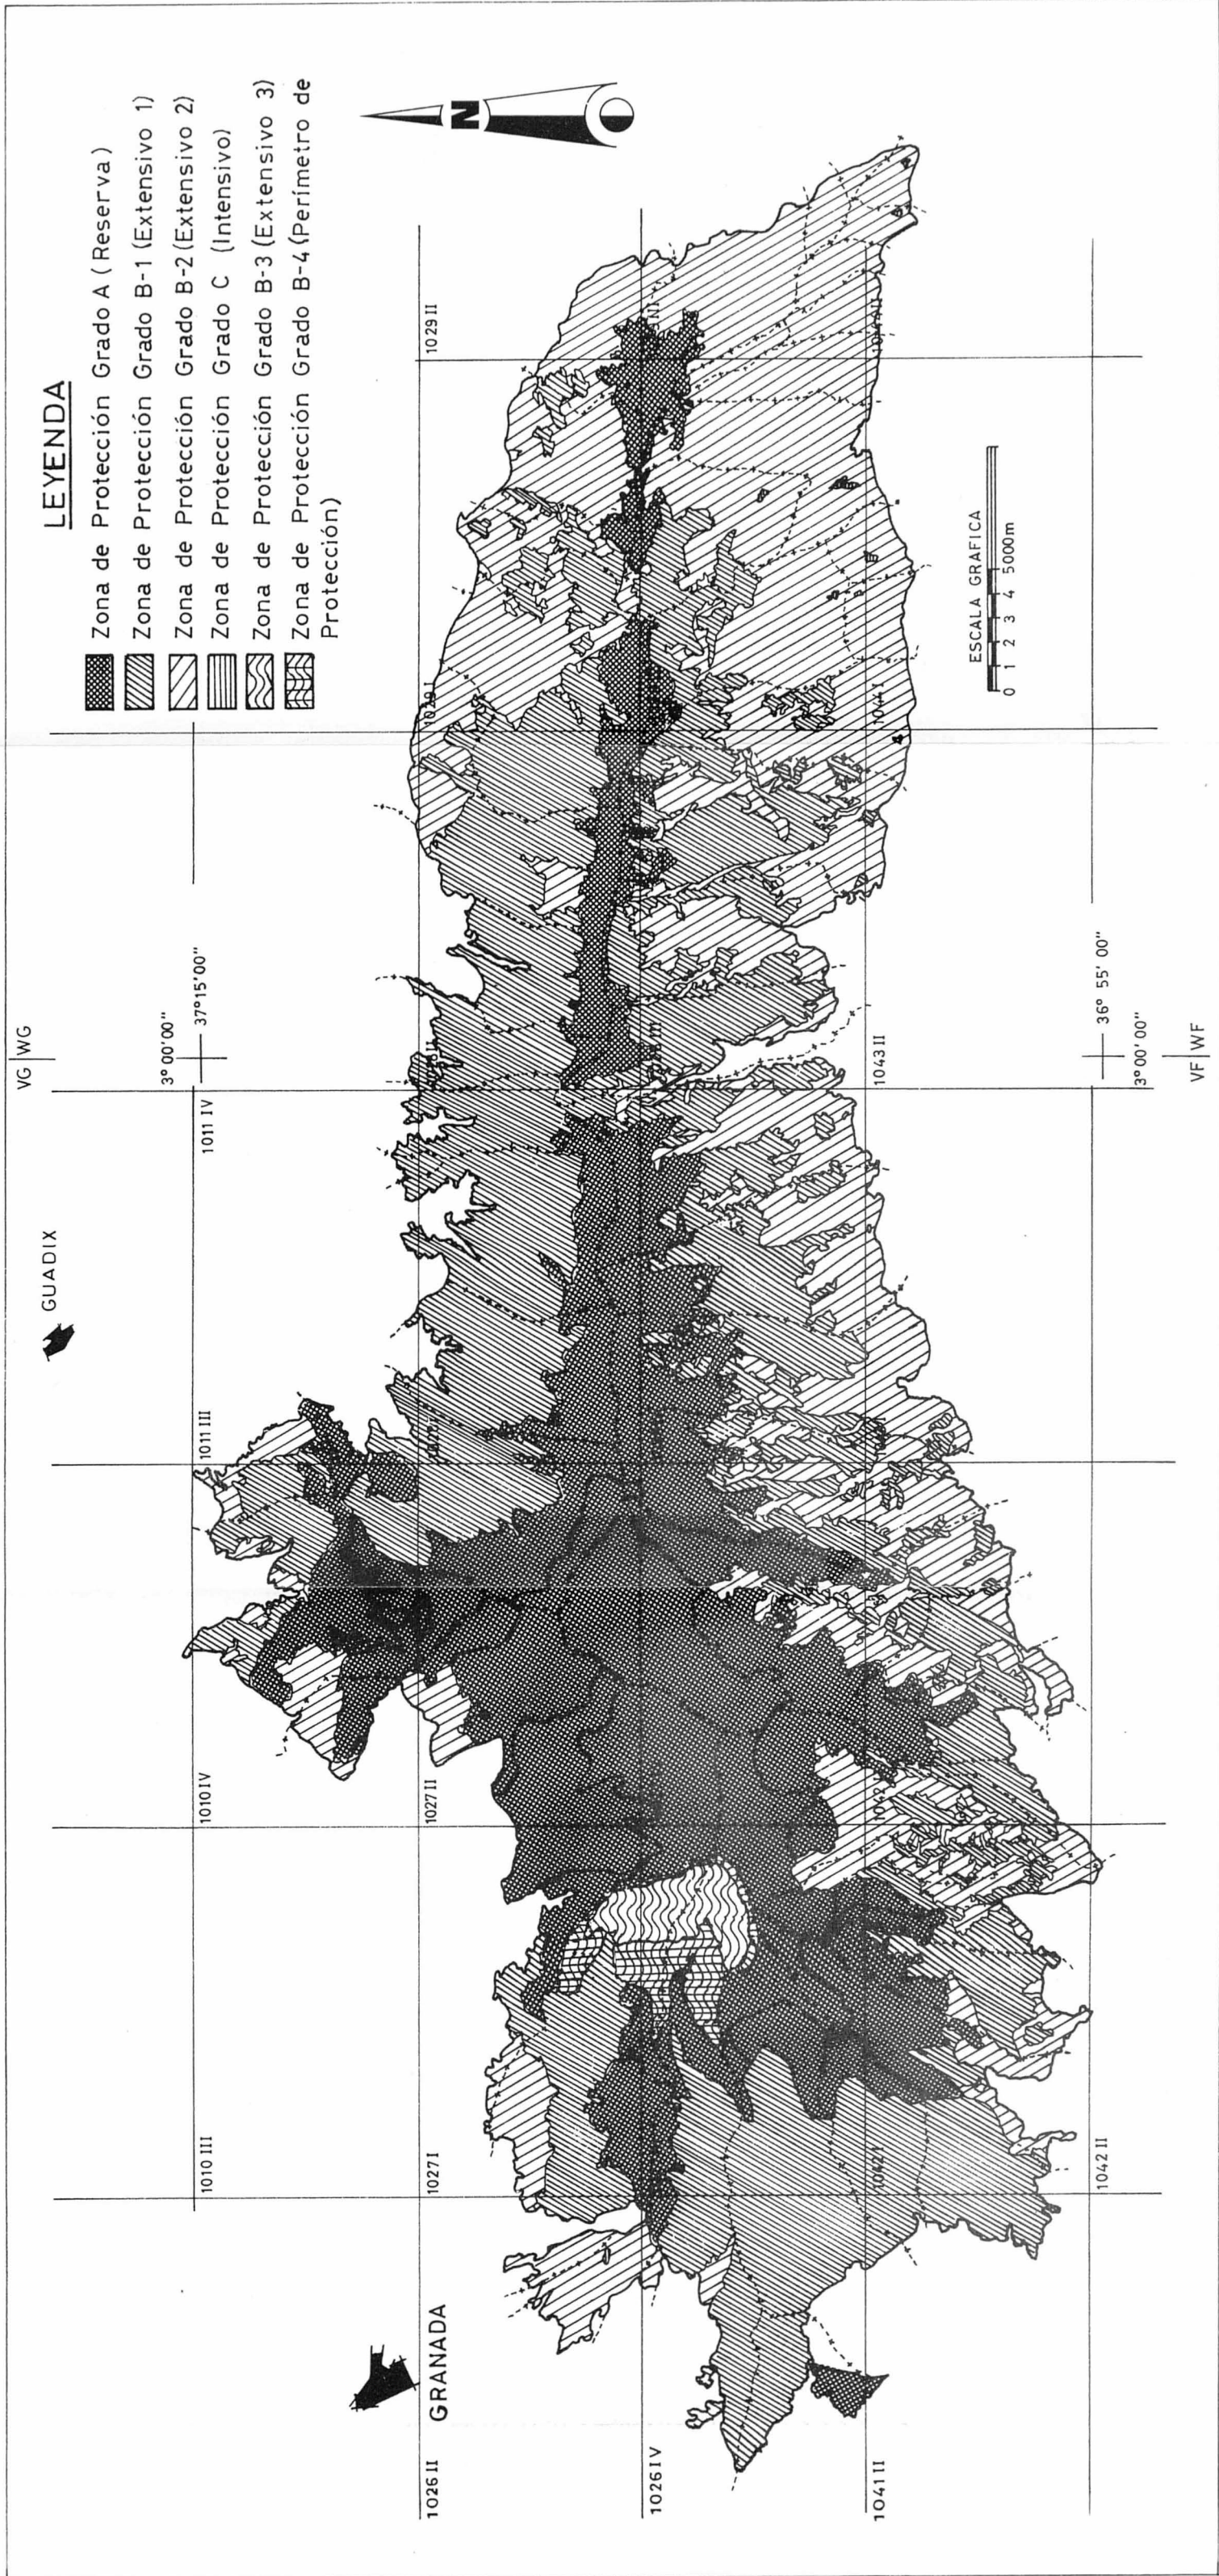 LEYENDA
Zona de Protección Grado A (Reserva)
Zona de Protección Grado B-1 (Extensivo 1)
Zona de Protección Grado B-2 (Extensivo 2)
Zona de Protección Grado C (Intensivo)
Zona de Protección Grado B-3 (Extensivo 3)
Zona de Protección Grado B-4 (Perímetro de
Protección)
N
VG WG
3° 00' 00"
37° 15' 00"
GUADIX
GRANADA
1010 III
1010 IV
1011 III
1011 IV
1026 II
1027 I
1027 II
1029 I
1029 II
1026 IV
1041 II
1042 I
1043 II
1044 I
1042 II
ESCALA GRAFICA
0 1 2 3 4 5000m
36° 55' 00"
3° 00' 00"
VF WF